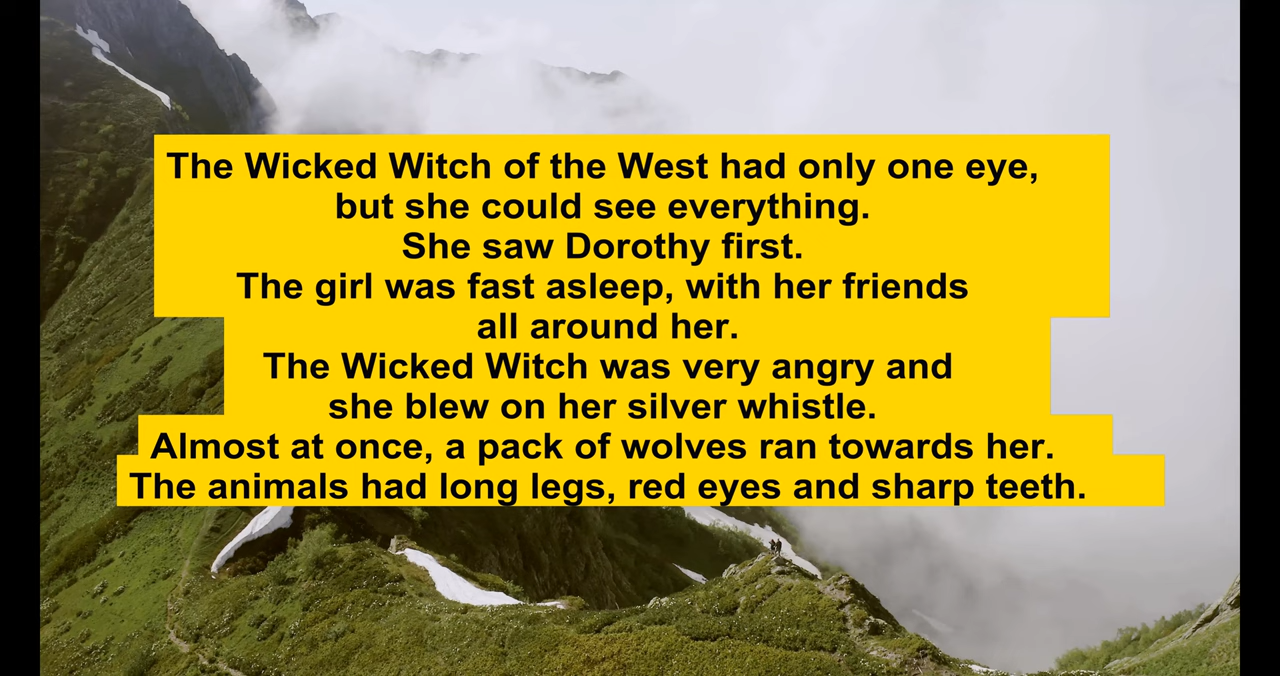 The Wicked Witch of the West had only one eye,
but she could see everything.
She saw Dorothy first.
The girl was fast asleep, with her friends
all around her.
The Wicked Witch was very angry and
she blew on her silver whistle.
Almost at once, a pack of wolves ran towards her.
The animals had long legs, red eyes and sharp teeth.